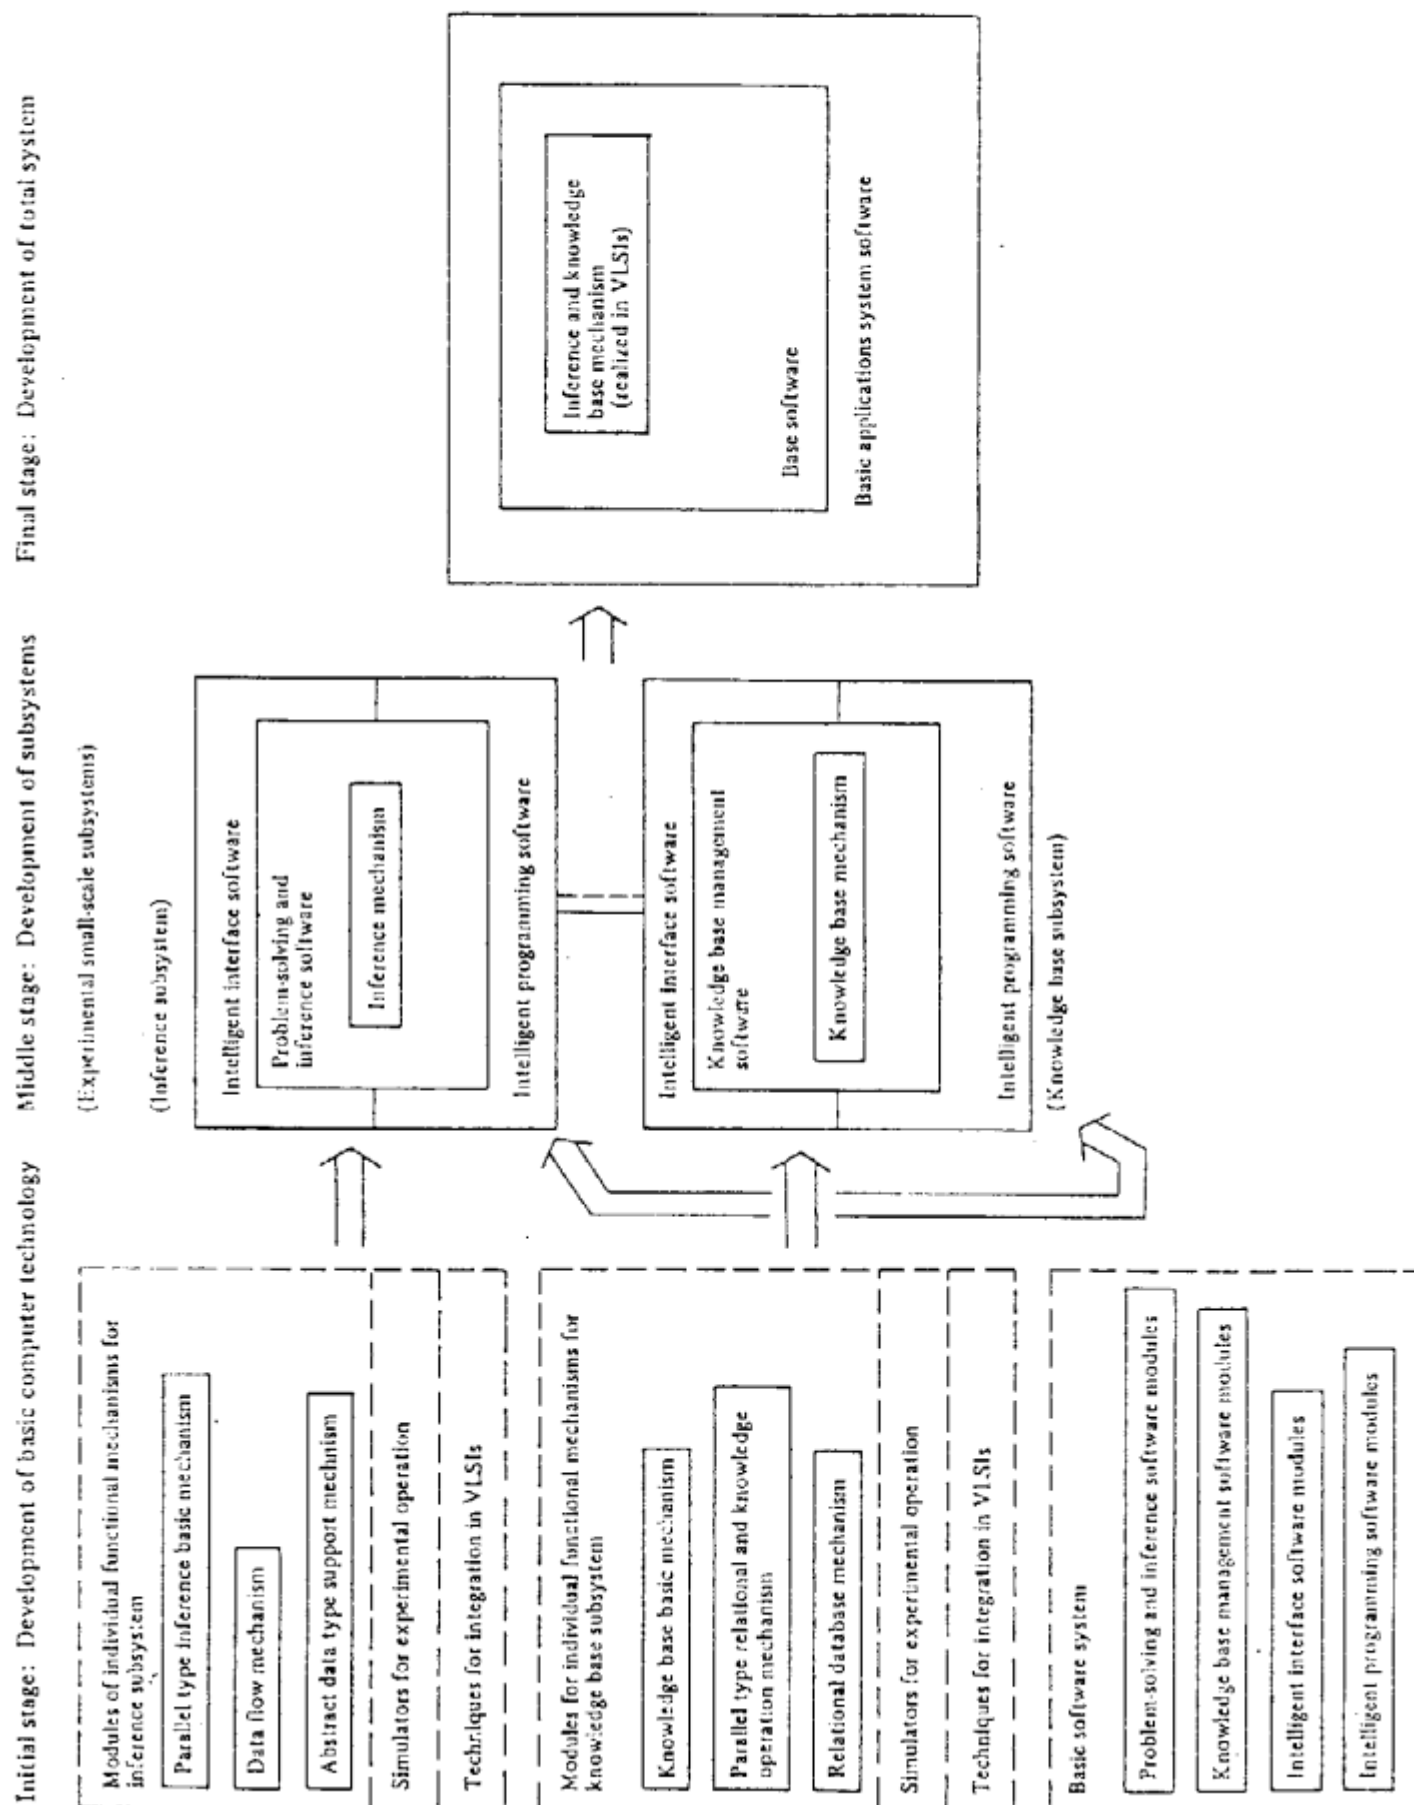 Initial stage: Development of basic computer technology
Modules of individual functional mechanisms for
inference subsystem
Parallel type inference basic mechanism
Data flow mechanism
Abstract data type support mechnism
Simulators for experimental operation
Techniques for integration in VLSIs
Modules for individual functional mechanisms for
knowledge base subsystem
Knowledge base basic mechanism
Parallel type relational and knowledge
operation mechanism
Relational database mechanism
Simulators for experimental operation
Techniques for integration in VLSIs
Basic software system
Problem-solving and inference software modules
Knowledge base management software modules
Intelligent interface software modules
Intelligent programming software modules
Middle stage: Development of subsystems
(Experimental small-scale subsystems)
(Inference subsystem)
Intelligent interface software
Problem-solving and
inference software
Inference mechanism
Intelligent programming software
Intelligent interface software
Knowledge base management
software
Knowledge base mechanism
Intelligent programming software
(Knowledge base subsystem)
Final stage: Development of total system
Inference and knowledge
base mechanism
(realized in VLSIs)
Base software
Basic applications system software